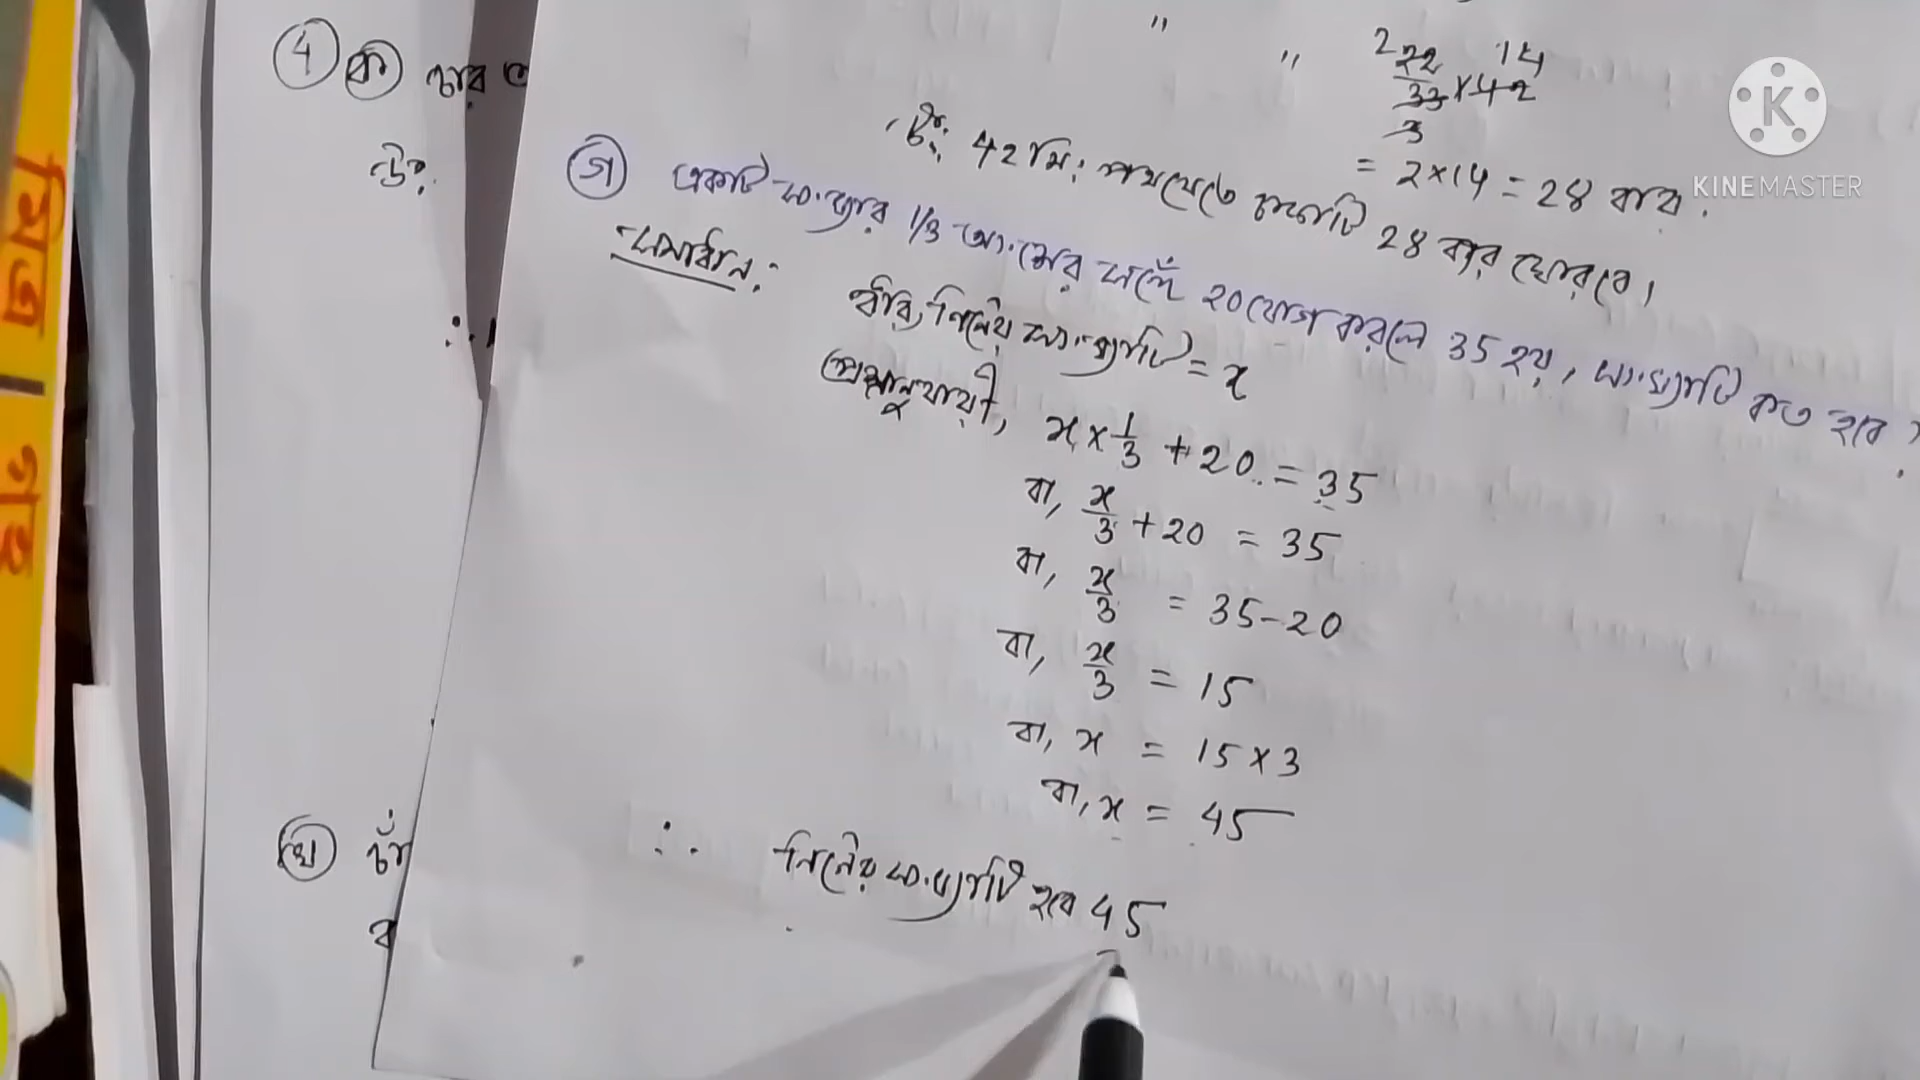 " " 2 22/33 × 42 14
3
= 2×14 = 28 বার.
উ: 42 মি: পথ যেতে চাকাটি 28 বার ঘোরবে।
4 ক চার
উ:
গ একটি সংখ্যার 1/3 অংশের সঙ্গে 20 যোগ করলে 35 হয়, সংখ্যাটি কত হবে?
সমাধান:
ধরি, নির্ণেয় সংখ্যাটি = x
প্রশ্নানুযায়ী, x × 1/3 + 20 = 35
বা, x/3 + 20 = 35
বা, x/3 = 35-20
বা, x/3 = 15
বা, x = 15×3
বা, x = 45
∴ নির্ণেয় সংখ্যাটি হবে 45
খ
KINEMASTER